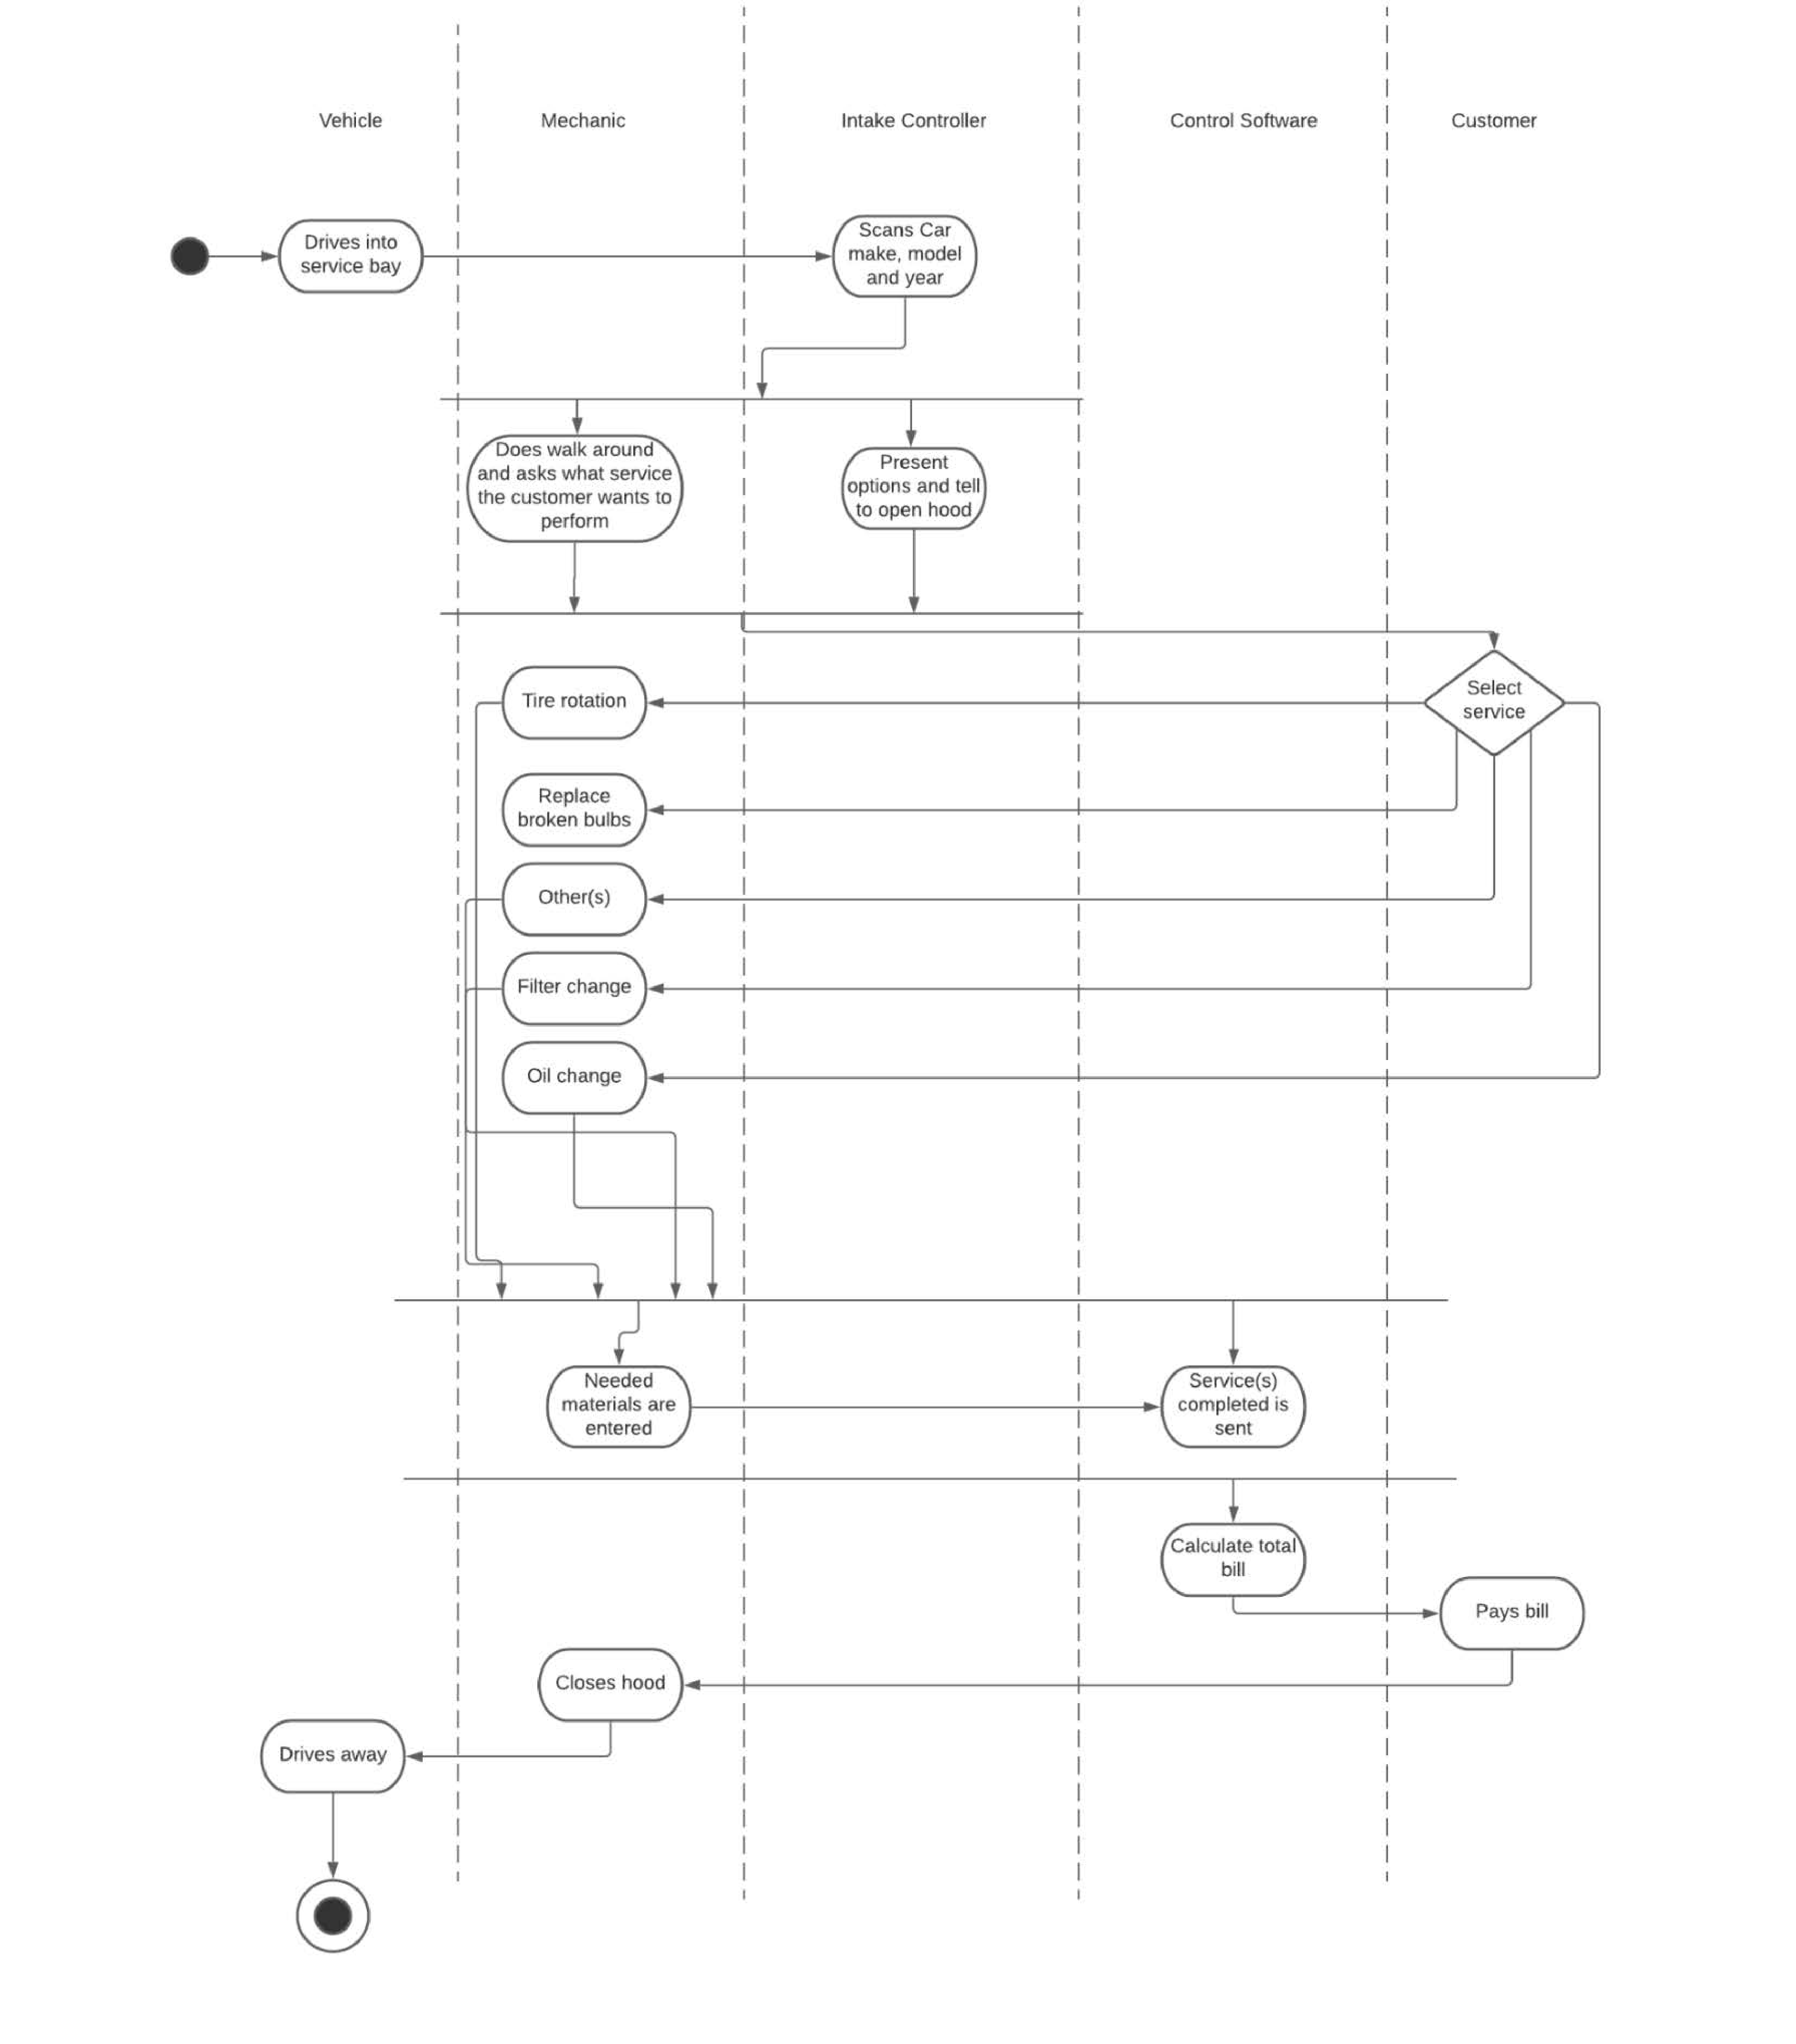 Vehicle
Mechanic
Intake Controller
Control Software
Customer
Drives into
service bay
Scans Car
make, model
and year
Does walk around
and asks what service
the customer wants to
perform
Present
options and tell
to open hood
Select
service
Tire rotation
Replace
broken bulbs
Other(s)
Filter change
Oil change
Needed
materials are
entered
Service(s)
completed is
sent
Calculate total
bill
Pays bill
Closes hood
Drives away